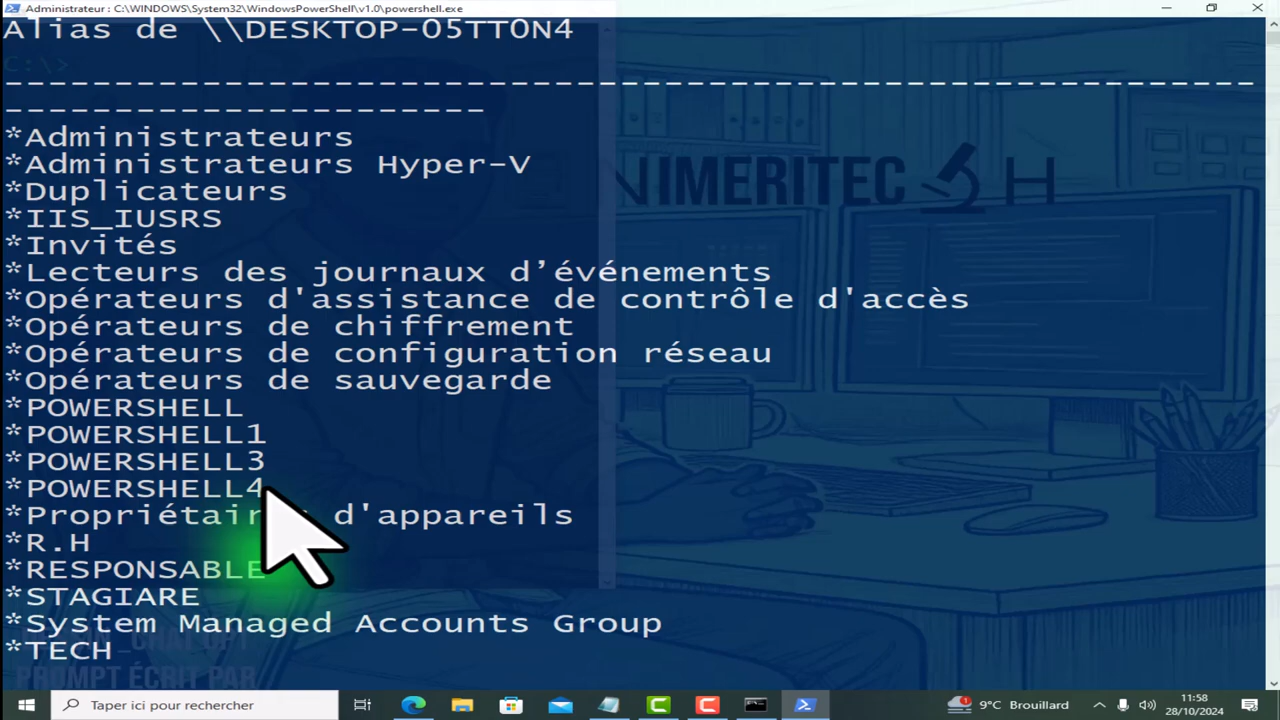 Administrateur : C:\WINDOWS\System32\WindowsPowerShell\v1.0\powershell.exe
Alias de \\DESKTOP-05TT0N4
C:\>
-------------------------------------------------------------------------------
*Administrateurs
*Administrateurs Hyper-V
*Duplicateurs
*IIS_IUSRS
*Invités
*Lecteurs des journaux d’événements
*Opérateurs d'assistance de contrôle d'accès
*Opérateurs de chiffrement
*Opérateurs de configuration réseau
*Opérateurs de sauvegarde
*POWERSHELL
*POWERSHELL1
*POWERSHELL3
*POWERSHELL4
d'appareils
*R.H
*RESPONSABLE
*STAGIARE
*System Managed Accounts Group
*TECH
NIMERITEC H
PROMPT ÉCRIT PAR
Taper ici pour rechercher
9°C Brouillard
11:58
28/10/2024